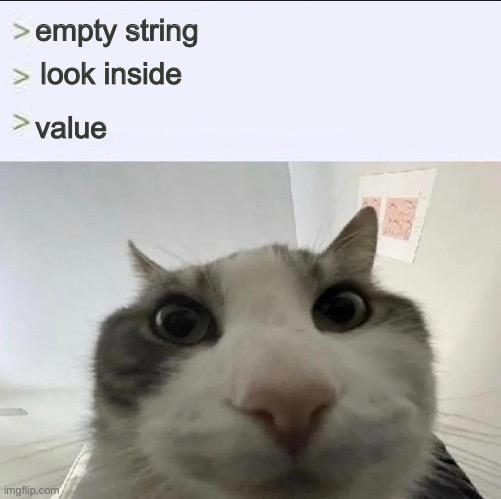 > empty string
> look inside
> value
imgflip.com